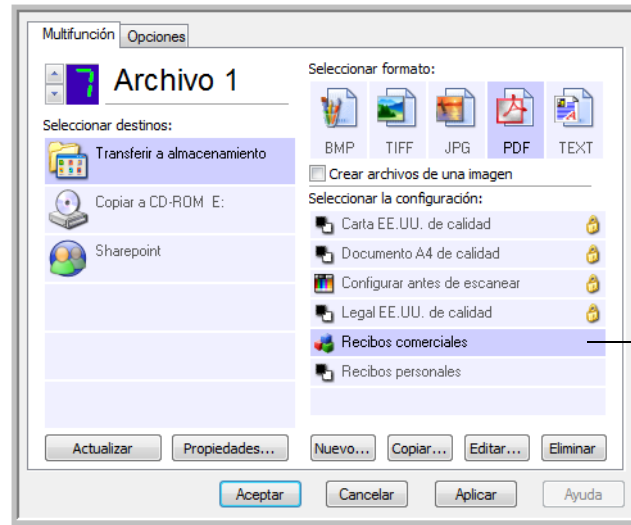 Multifunción
Opciones
7
Archivo 1
Seleccionar destinos:
Transferir a almacenamiento
Copiar a CD-ROM E:
Sharepoint
Actualizar
Propiedades...
Seleccionar formato:
BMP
TIFF
JPG
PDF
TEXT
Crear archivos de una imagen
Seleccionar la configuración:
Carta EE.UU. de calidad
Documento A4 de calidad
Configurar antes de escanear
Legal EE.UU. de calidad
Recibos comerciales
Recibos personales
Nuevo...
Copiar...
Editar...
Eliminar
Aceptar
Cancelar
Aplicar
Ayuda